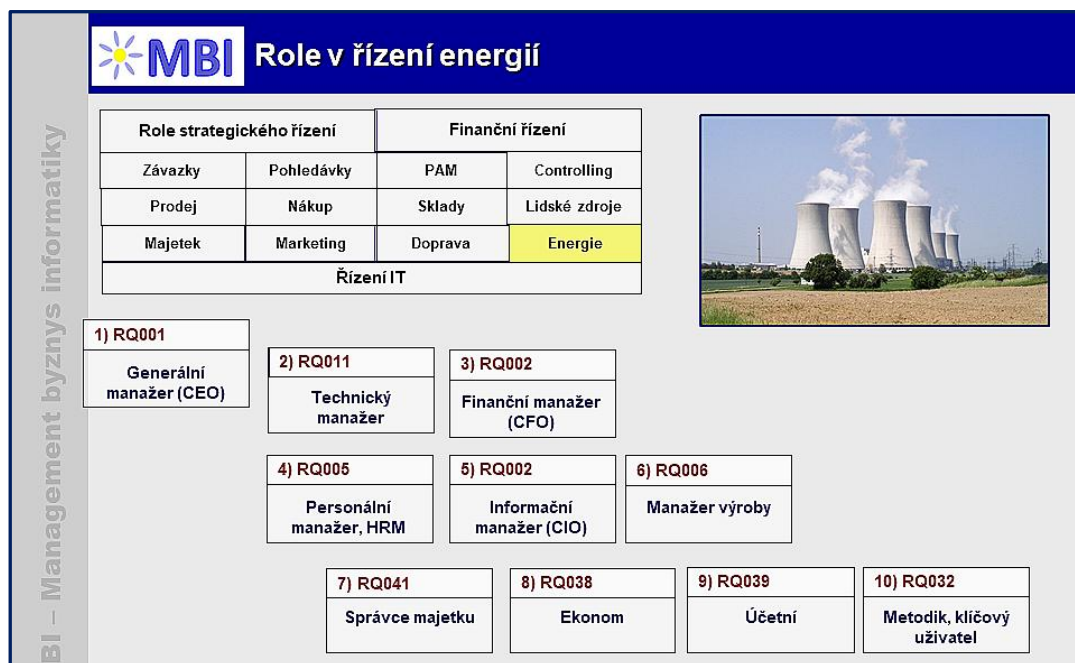 MBI Role v řízení energií
Role strategického řízení Finanční řízení
Závazky Pohledávky PAM Controlling
Prodej Nákup Sklady Lidské zdroje
Majetek Marketing Doprava Energie
Řízení IT
1) RQ001
Generální
manažer (CEO)
2) RQ011
Technický
manažer
3) RQ002
Finanční manažer
(CFO)
4) RQ005
Personální
manažer, HRM
5) RQ002
Informační
manažer (CIO)
6) RQ006
Manažer výroby
7) RQ041
Správce majetku
8) RQ038
Ekonom
9) RQ039
Účetní
10) RQ032
Metodik, klíčový
uživatel
BI – Management byznys informatiky